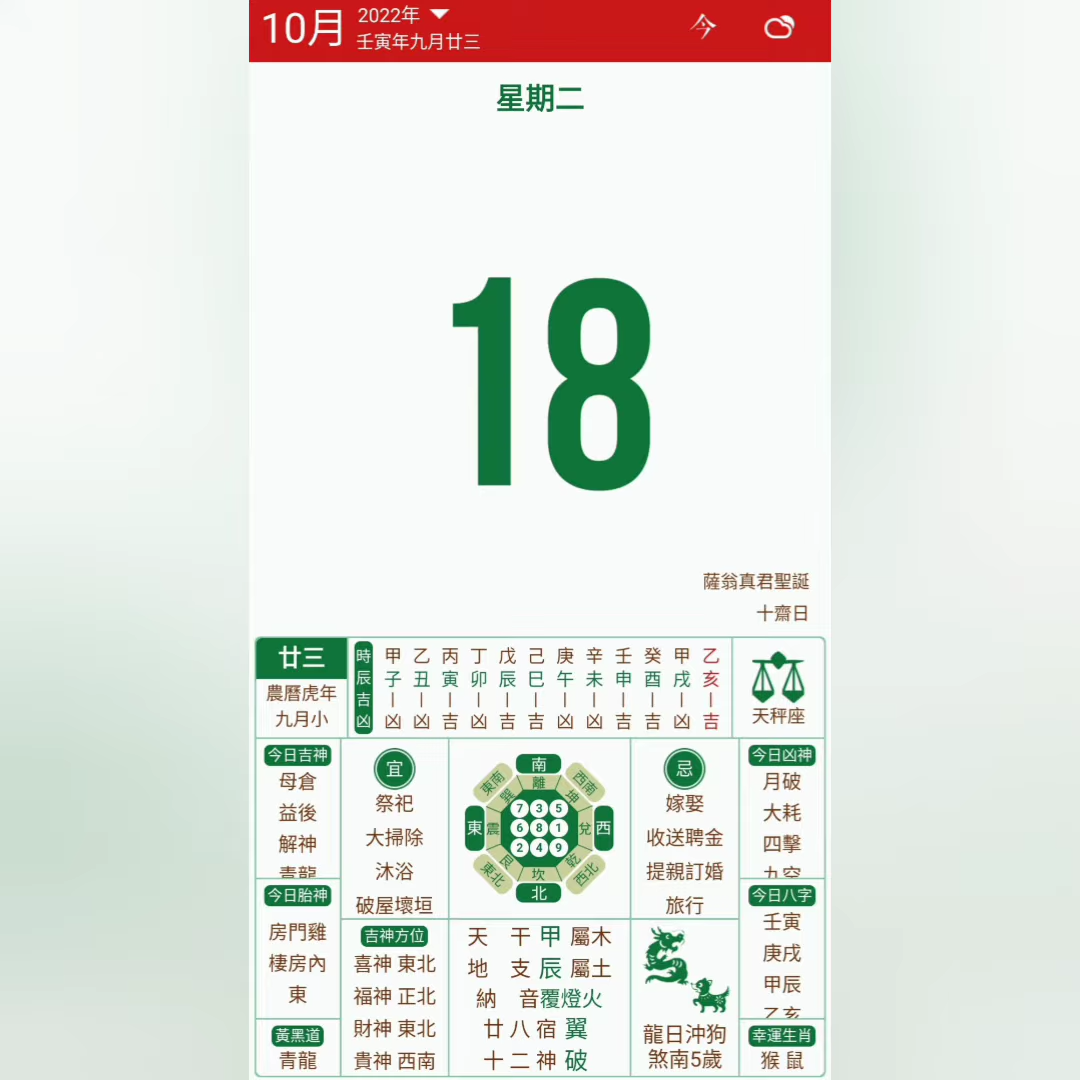 10月
2022年
壬寅年九月廿三
今
星期二
18
薩翁真君聖誕
十齋日
廿三
農曆虎年
九月小
時辰吉凶
甲 乙 丙 丁 戊 己 庚 辛 壬 癸 甲 乙
子 丑 寅 卯 辰 巳 午 未 申 酉 戌 亥
凶 凶 吉 凶 吉 吉 凶 凶 吉 吉 凶 吉
天秤座
今日吉神
母倉
益後
解神
青龍
宜
祭祀
大掃除
沐浴
破屋壞垣
南
東南 離 西南
巽 坤
7 3 5
東 震 6 8 1 兌 西
2 4 9
艮 乾
東北 坎 西北
北
忌
嫁娶
收送聘金
提親訂婚
旅行
今日凶神
月破
大耗
四擊
九空
今日胎神
房門雞
棲房內
東
黃黑道
青龍
吉神方位
喜神 東北
福神 正北
財神 東北
貴神 西南
天 干 甲 屬木
地 支 辰 屬土
納 音 覆燈火
廿八宿 翼
十二神 破
龍日沖狗
煞南5歲
今日八字
壬寅
庚戌
甲辰
乙亥
幸運生肖
猴 鼠